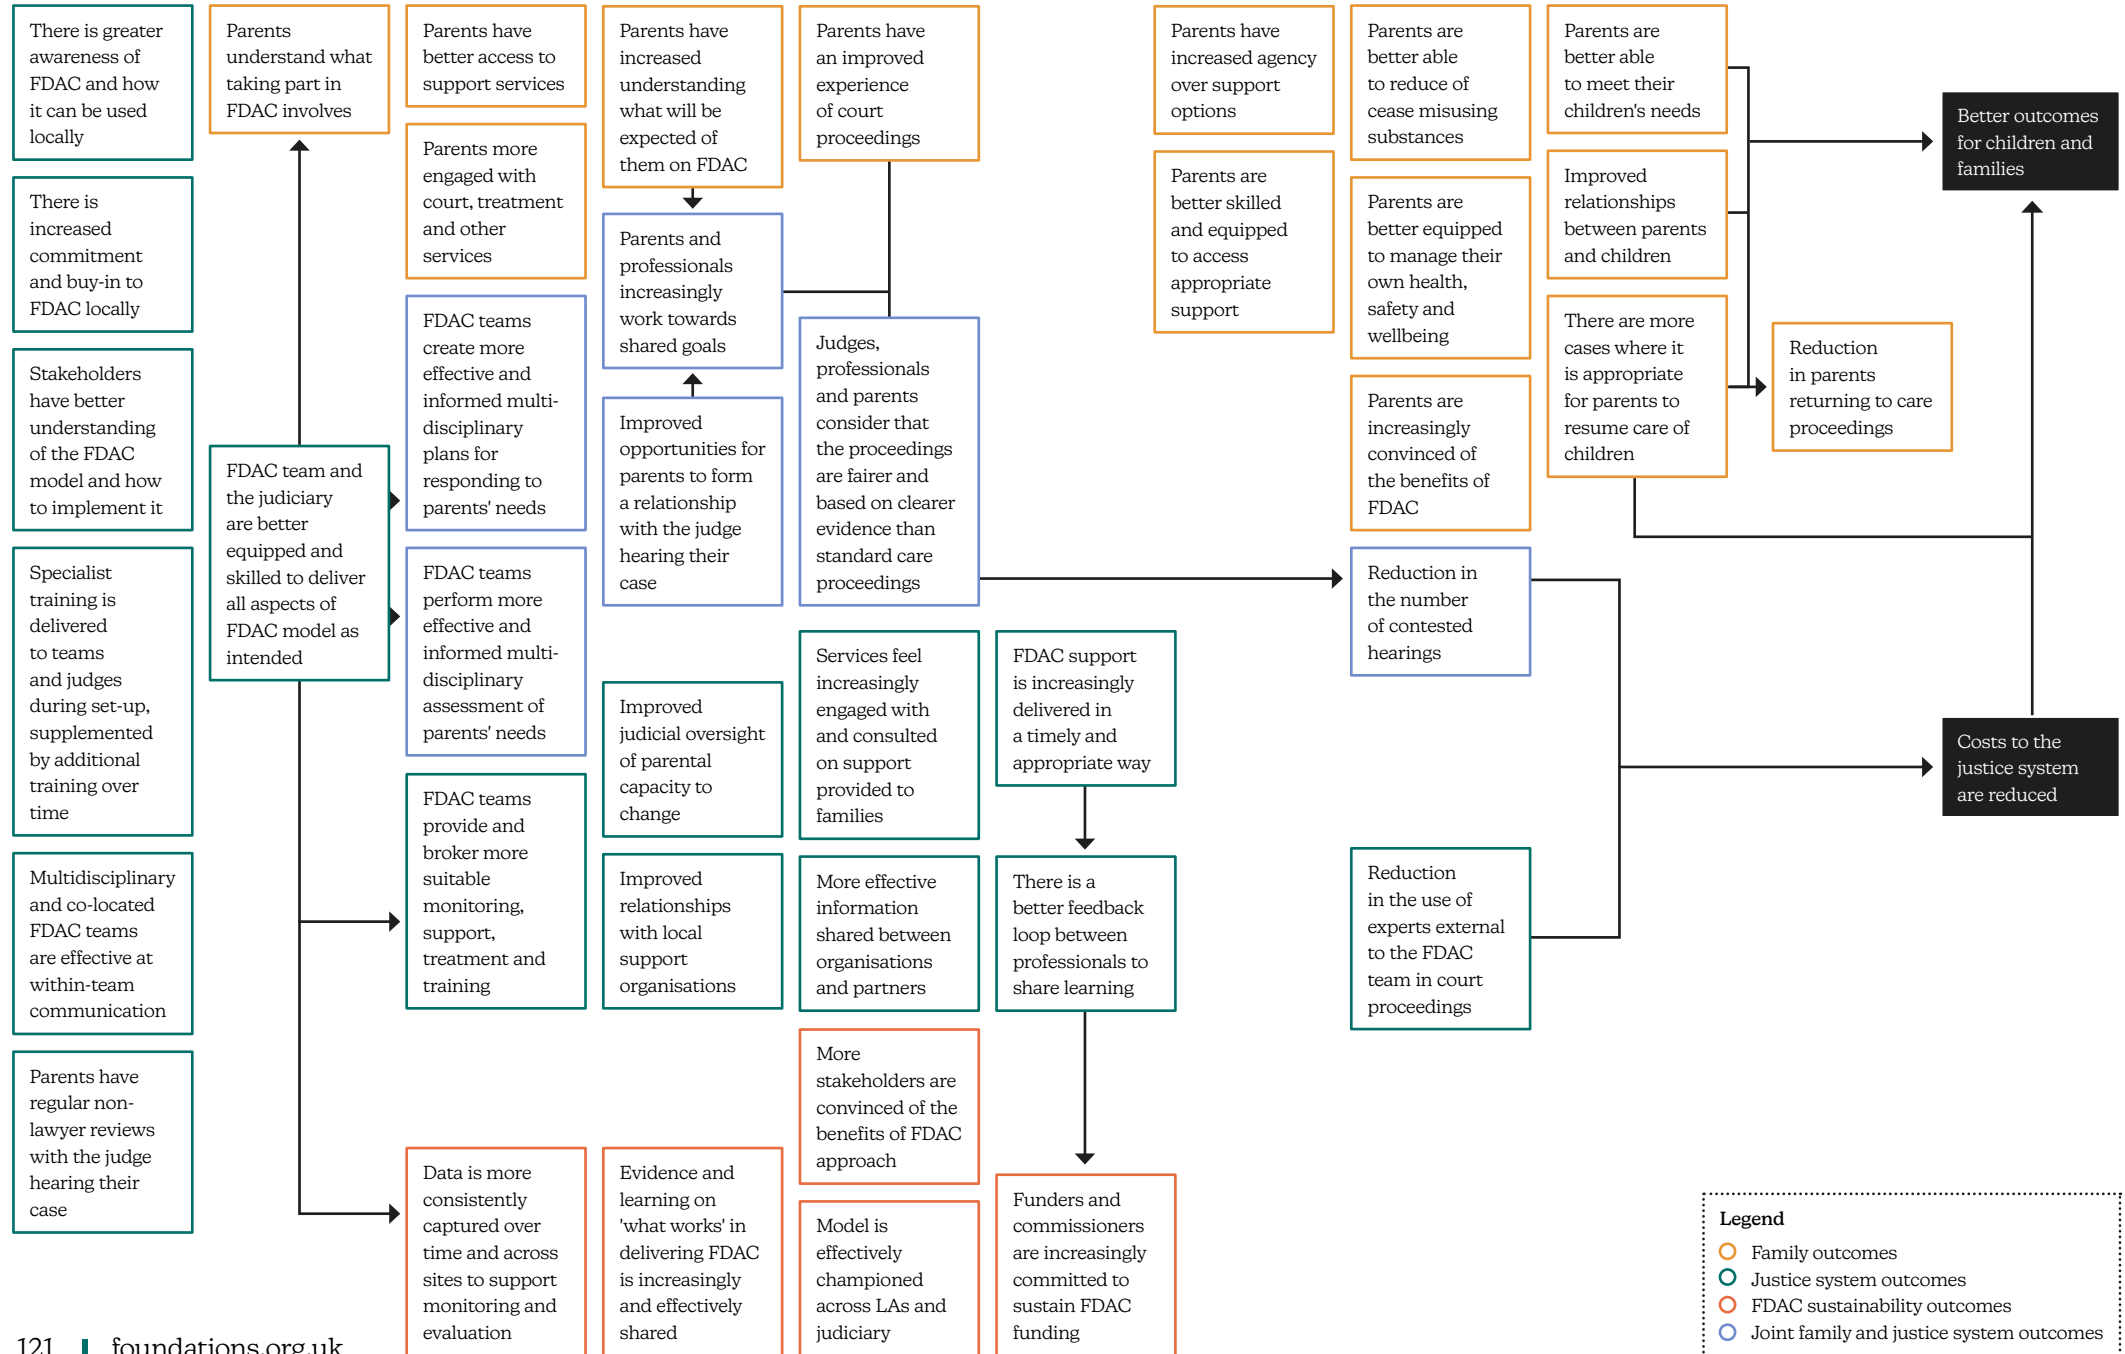 There is greater
awareness of
FDAC and how
it can be used
locally
There is
increased
commitment
and buy-in to
FDAC locally
Stakeholders
have better
understanding
of the FDAC
model and how
to implement it
Specialist
training is
delivered
to teams
and judges
during set-up,
supplemented
by additional
training over
time
Multidisciplinary
and co-located
FDAC teams
are effective at
within-team
communication
Parents have
regular non-
lawyer reviews
with the judge
hearing their
case
Parents
understand what
taking part in
FDAC involves
FDAC team and
the judiciary
are better
equipped and
skilled to deliver
all aspects of
FDAC model as
intended
Parents have
better access to
support services
Parents more
engaged with
court, treatment
and other
services
FDAC teams
create more
effective and
informed multi-
disciplinary
plans for
responding to
parents' needs
FDAC teams
perform more
effective and
informed multi-
disciplinary
assessment of
parents' needs
FDAC teams
provide and
broker more
suitable
monitoring,
support,
treatment and
training
Data is more
consistently
captured over
time and across
sites to support
monitoring and
evaluation
Parents have
increased
understanding
what will be
expected of
them on FDAC
Parents and
professionals
increasingly
work towards
shared goals
Improved
opportunities for
parents to form
a relationship
with the judge
hearing their
case
Improved
judicial oversight
of parental
capacity to
change
Improved
relationships
with local
support
organisations
Evidence and
learning on
'what works' in
delivering FDAC
is increasingly
and effectively
shared
Parents have
an improved
experience
of court
proceedings
Judges,
professionals
and parents
consider that
the proceedings
are fairer and
based on clearer
evidence than
standard care
proceedings
Services feel
increasingly
engaged with
and consulted
on support
provided to
families
More effective
information
shared between
organisations
and partners
More
stakeholders are
convinced of the
benefits of FDAC
approach
Model is
effectively
championed
across LAs and
judiciary
FDAC support
is increasingly
delivered in
a timely and
appropriate way
There is a
better feedback
loop between
professionals to
share learning
Funders and
commissioners
are increasingly
committed to
sustain FDAC
funding
Parents have
increased agency
over support
options
Parents are
better skilled
and equipped
to access
appropriate
support
Parents are
better able
to reduce of
cease misusing
substances
Parents are
better equipped
to manage their
own health,
safety and
wellbeing
Parents are
increasingly
convinced of
the benefits of
FDAC
Reduction in
the number
of contested
hearings
Reduction
in the use of
experts external
to the FDAC
team in court
proceedings
Parents are
better able
to meet their
children's needs
Improved
relationships
between parents
and children
There are more
cases where it
is appropriate
for parents to
resume care of
children
Reduction
in parents
returning to care
proceedings
Better outcomes
for children and
families
Costs to the
justice system
are reduced
Legend
Family outcomes
Justice system outcomes
FDAC sustainability outcomes
Joint family and justice system outcomes
121 foundations.org.uk